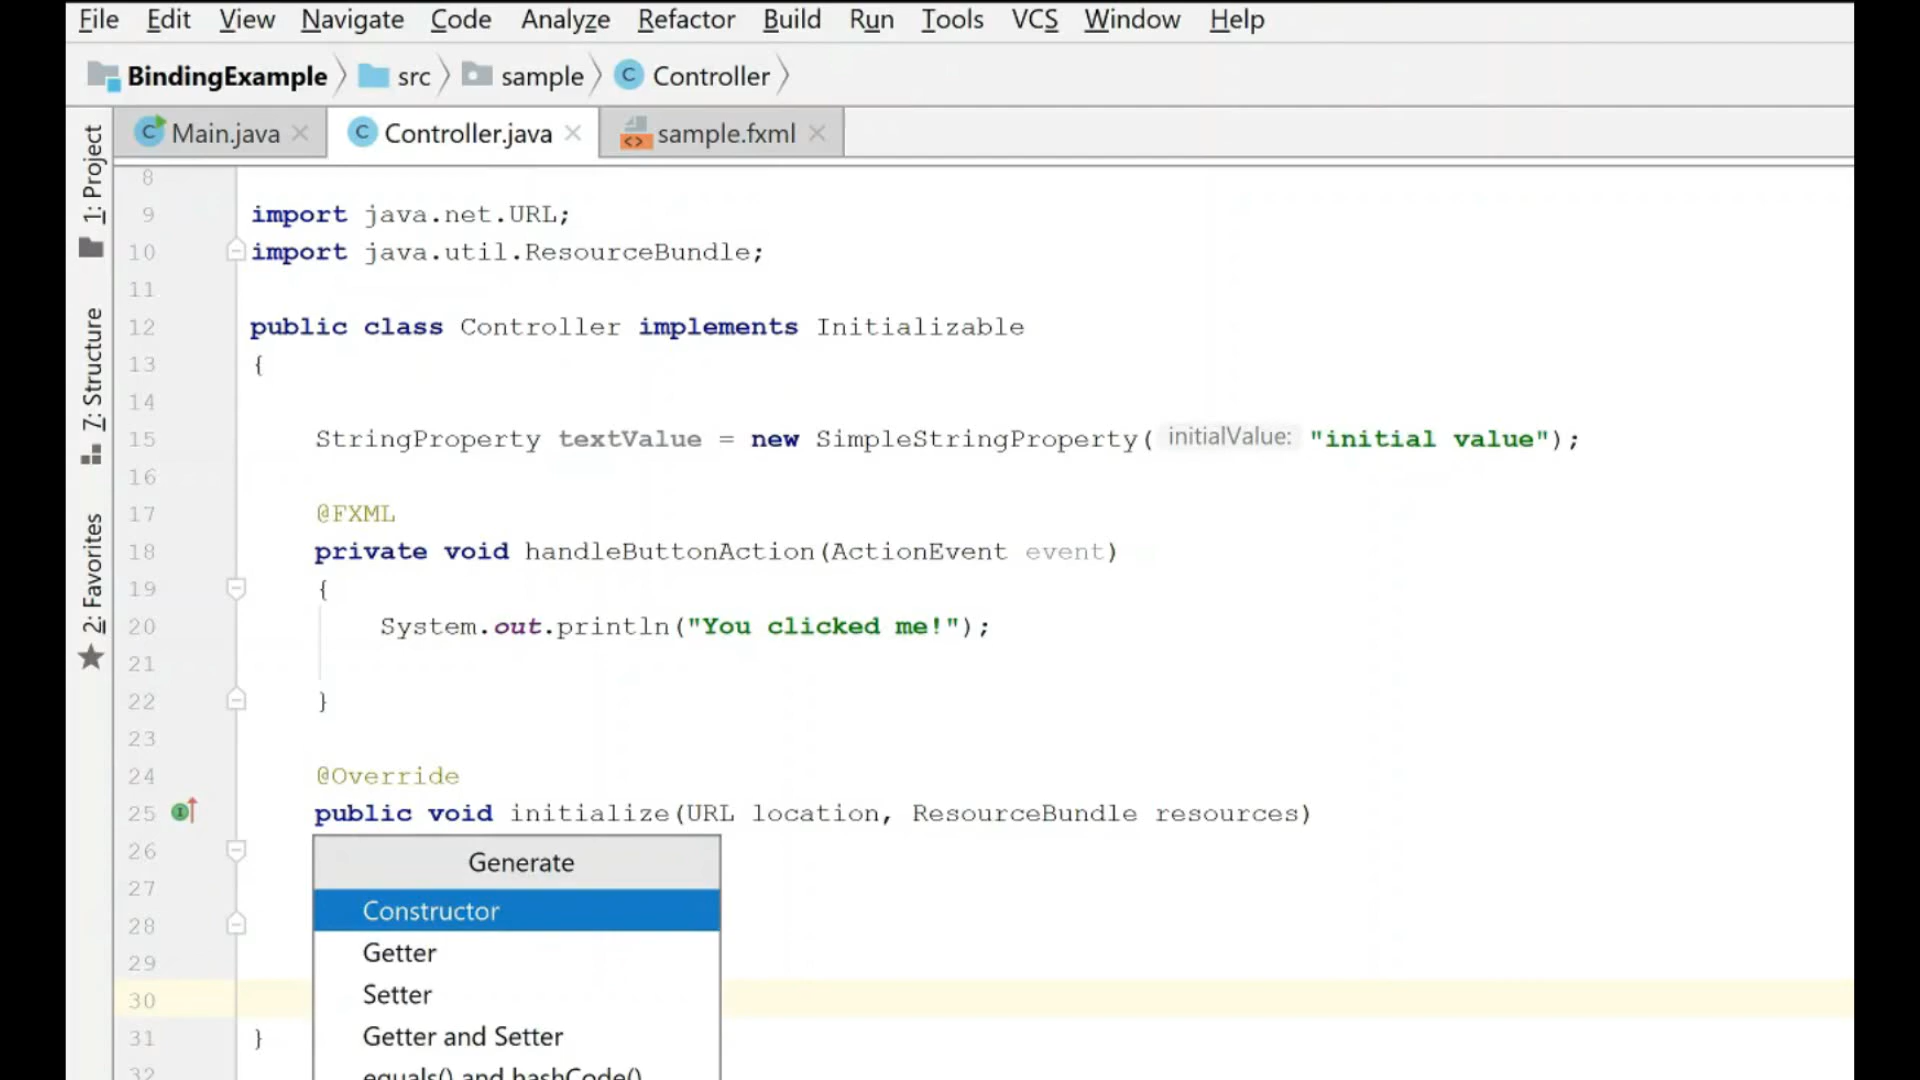 File Edit View Navigate Code Analyze Refactor Build Run Tools VCS Window Help
BindingExample src sample Controller
Main.java Controller.java sample.fxml
1: Project
7: Structure
2: Favorites
8
9 import java.net.URL;
10 import java.util.ResourceBundle;
11
12 public class Controller implements Initializable
13 {
14
15 StringProperty textValue = new SimpleStringProperty( initialValue: "initial value");
16
17 @FXML
18 private void handleButtonAction(ActionEvent event)
19 {
20 System.out.println("You clicked me!");
21
22 }
23
24 @Override
25 public void initialize(URL location, ResourceBundle resources)
26
27
28
29
30
31 }
32
Generate
Constructor
Getter
Setter
Getter and Setter
equals() and hashCode()